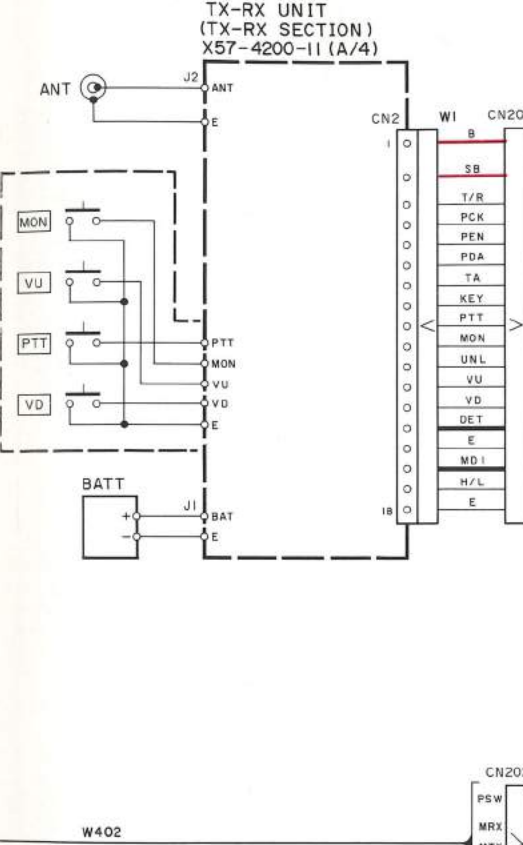 TX-RX UNIT
(TX-RX SECTION)
X57-4200-11 (A/4)
ANT
J2
ANT
E
CN2
W1
CN20
1
B
SB
T/R
PCK
PEN
PDA
TA
KEY
PTT
MON
UNL
VU
VD
DET
E
MDI
H/L
E
18
MON
VU
PTT
VD
PTT
MON
VU
VD
E
BATT
+
-
J1
BAT
E
CN20
PSW
MRX
W402